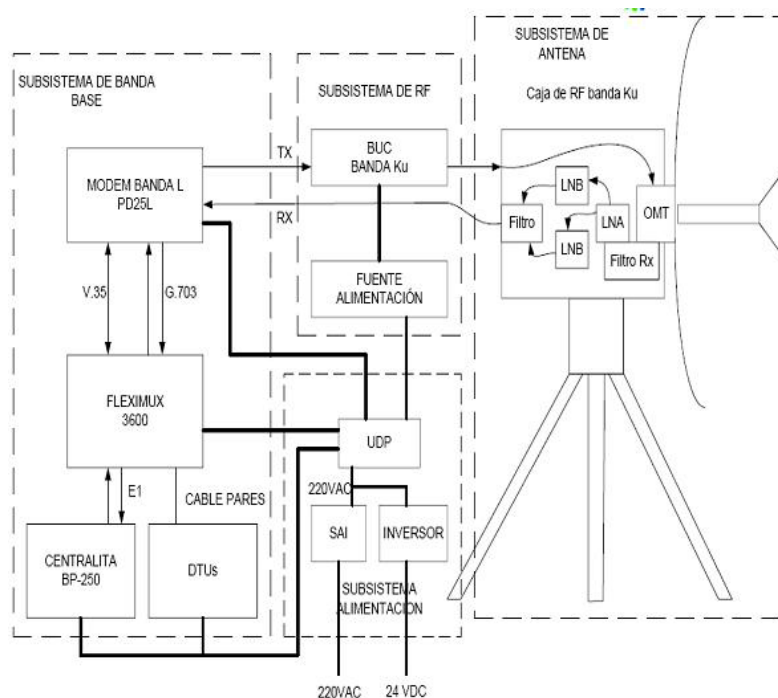 SUBSISTEMA DE BANDA
BASE
SUBSISTEMA DE RF
SUBSISTEMA DE
ANTENA
Caja de RF banda Ku
MODEM BANDA L
PD25L
TX
RX
BUC
BANDA Ku
LNB
LNB
LNA
OMT
Filtro
Filtro Rx
FUENTE
ALIMENTACIÓN
V.35
G.703
FLEXIMUX
3600
UDP
220VAC
E1
CABLE PARES
CENTRALITA
BP-250
DTUs
SAI
INVERSOR
SUBSISTEMA
ALIMENTACION
220VAC
24 VDC